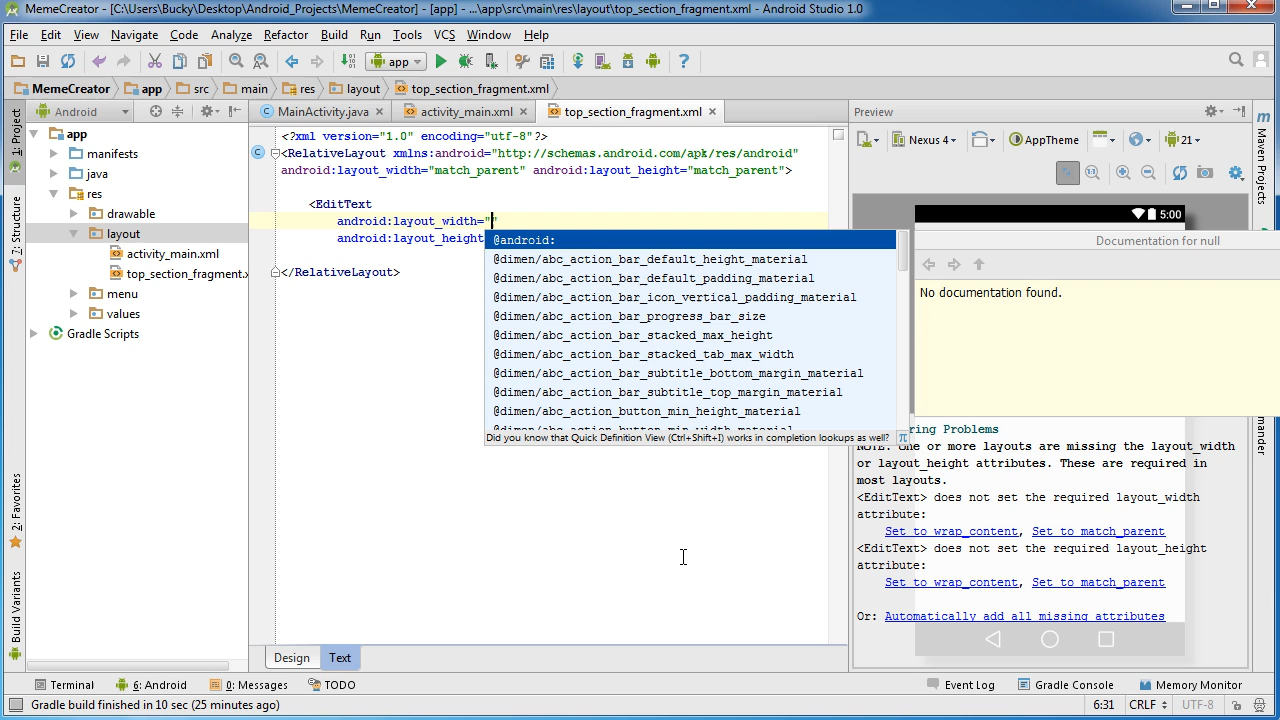 MemeCreator - [C:\Users\Bucky\Desktop\Android_Projects\MemeCreator] - [app] - ...\app\src\main\res\layout\top_section_fragment.xml - Android Studio 1.0
File Edit View Navigate Code Analyze Refactor Build Run Tools VCS Window Help
app
MemeCreator app src main res layout top_section_fragment.xml
Android
MainActivity.java activity_main.xml top_section_fragment.xml
Preview
Nexus 4 AppTheme 21
1: Project
2: Structure
2: Favorites
Build Variants
app
manifests
java
res
drawable
layout
activity_main.xml
top_section_fragment.x
menu
values
Gradle Scripts
<?xml version="1.0" encoding="utf-8"?>
<RelativeLayout xmlns:android="http://schemas.android.com/apk/res/android"
android:layout_width="match_parent" android:layout_height="match_parent">
<EditText
android:layout_width=""
android:layout_height
</RelativeLayout>
@android:
@dimen/abc_action_bar_default_height_material
@dimen/abc_action_bar_default_padding_material
@dimen/abc_action_bar_icon_vertical_padding_material
@dimen/abc_action_bar_progress_bar_size
@dimen/abc_action_bar_stacked_max_height
@dimen/abc_action_bar_stacked_tab_max_width
@dimen/abc_action_bar_subtitle_bottom_margin_material
@dimen/abc_action_bar_subtitle_top_margin_material
@dimen/abc_action_button_min_height_material
@dimen/abc_action_button_min_width_material
Did you know that Quick Definition View (Ctrl+Shift+I) works in completion lookups as well? π
5:00
Documentation for null
No documentation found.
Problems
NOTE: One or more layouts are missing the layout_width
or layout_height attributes. These are required in
most layouts.
<EditText> does not set the required layout_width
attribute:
Set to wrap_content, Set to match_parent
<EditText> does not set the required layout_height
attribute:
Set to wrap_content, Set to match_parent
Or: Automatically add all missing attributes
Maven Projects
Design Text
Terminal 6: Android 0: Messages TODO Event Log Gradle Console Memory Monitor
Gradle build finished in 10 sec (25 minutes ago) 6:31 CRLF UTF-8